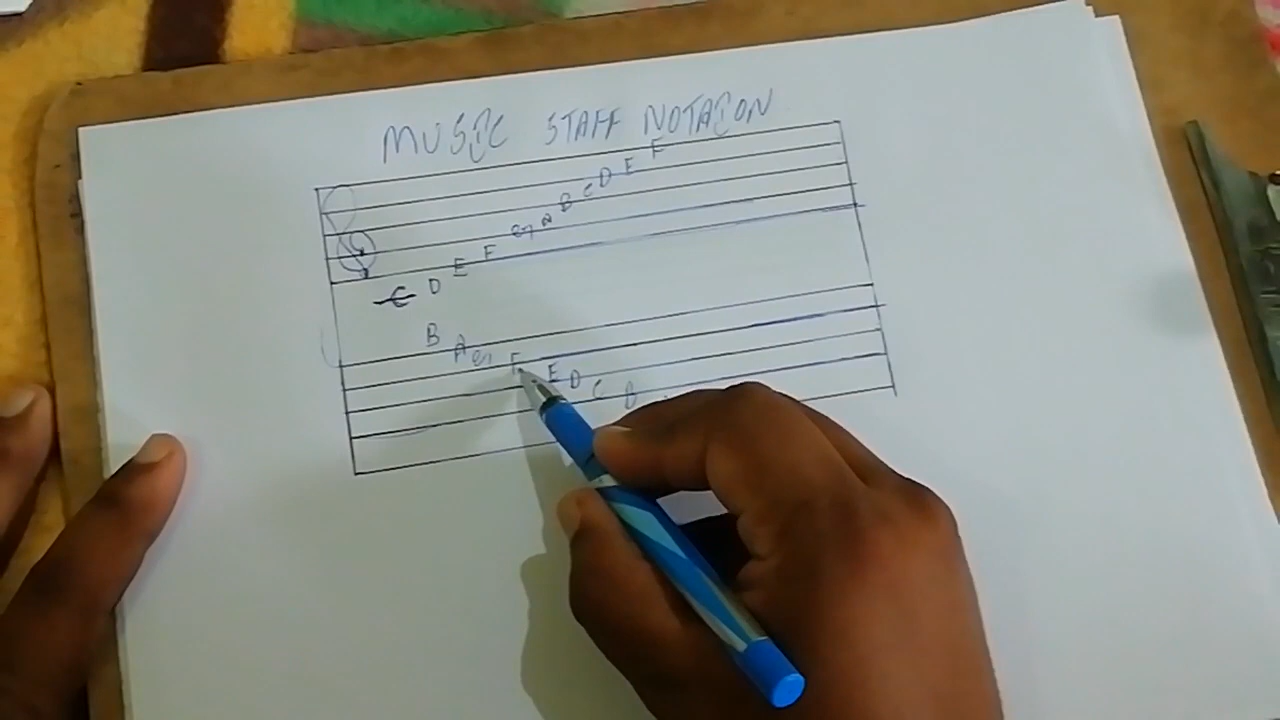 MUSIC STAFF NOTATION
C D E F G A B C D E F
B A G F E D C B